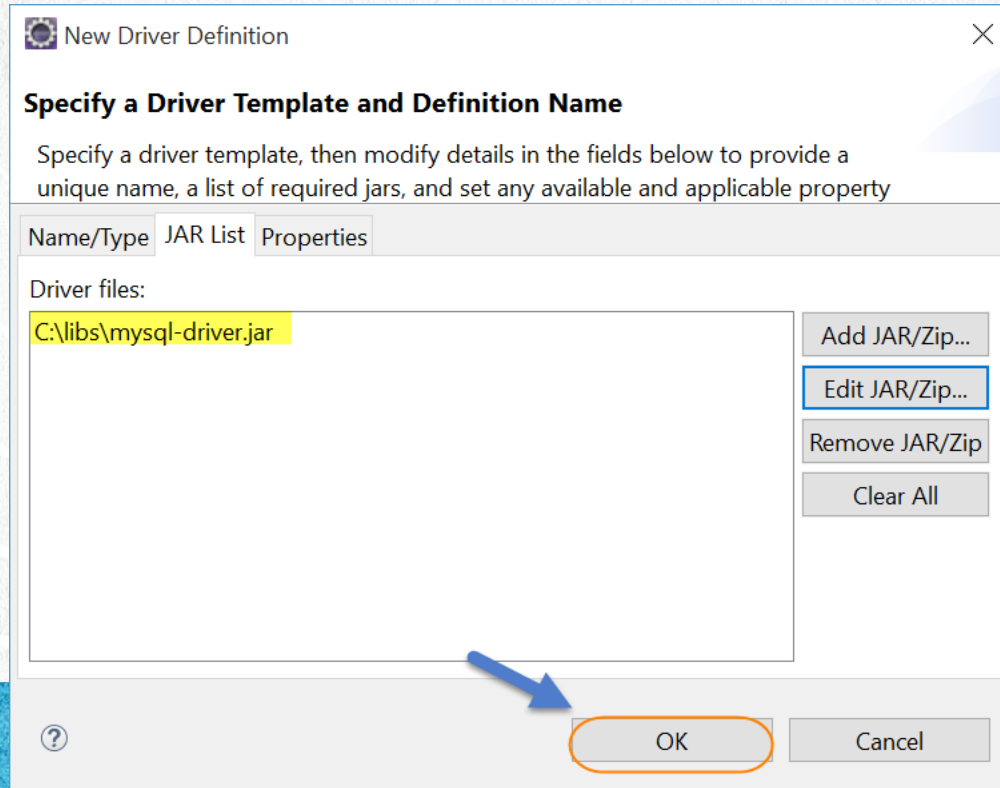 New Driver Definition
Specify a Driver Template and Definition Name
Specify a driver template, then modify details in the fields below to provide a
unique name, a list of required jars, and set any available and applicable property
Name/Type JAR List Properties
Driver files:
C:\libs\mysql-driver.jar
Add JAR/Zip...
Edit JAR/Zip...
Remove JAR/Zip
Clear All
?
OK Cancel